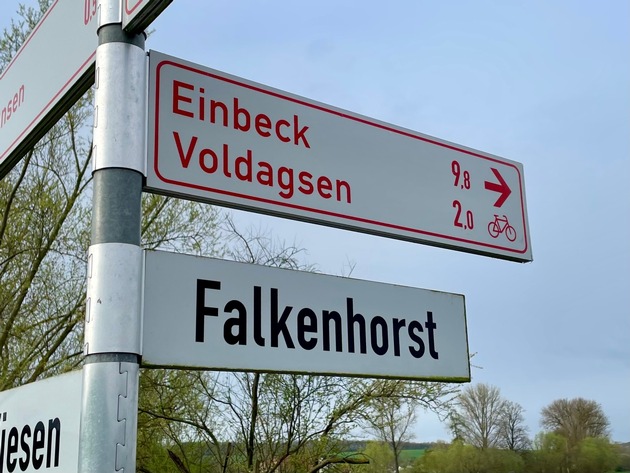 Einbeck 9,8
Voldagsen 2,0
Falkenhorst